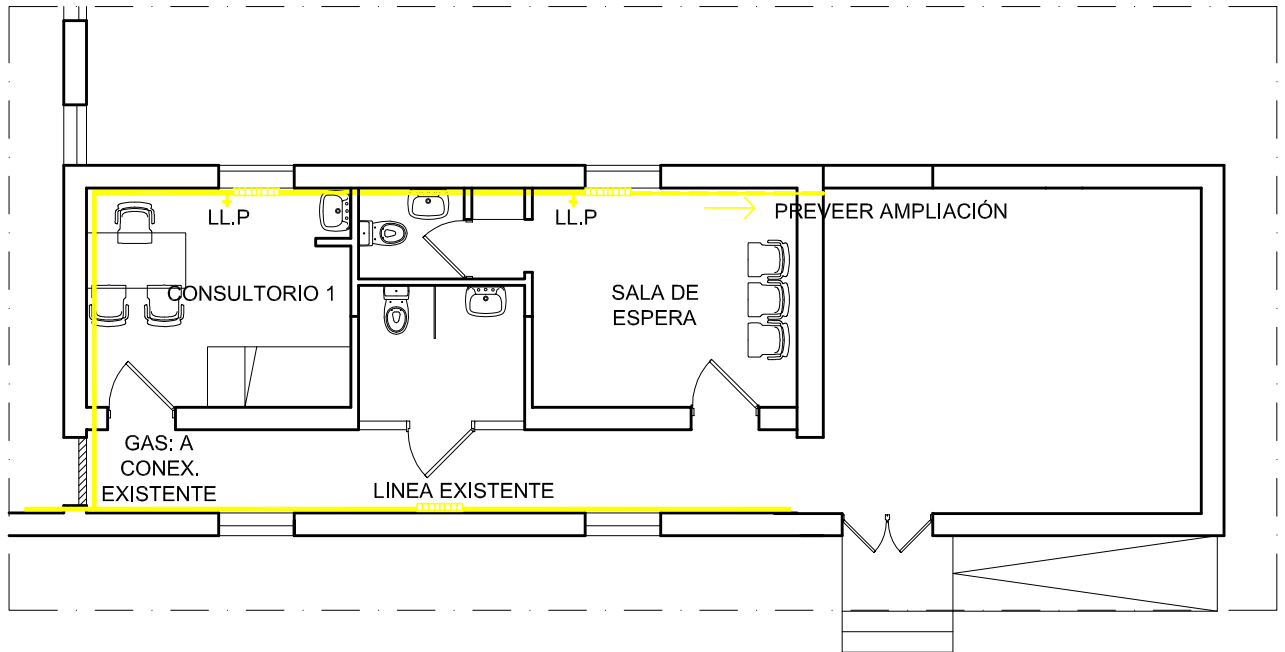 LL.P
LL.P
PREVEER AMPLIACIÓN
CONSULTORIO 1
SALA DE
ESPERA
GAS: A
CONEX.
EXISTENTE
LINEA EXISTENTE